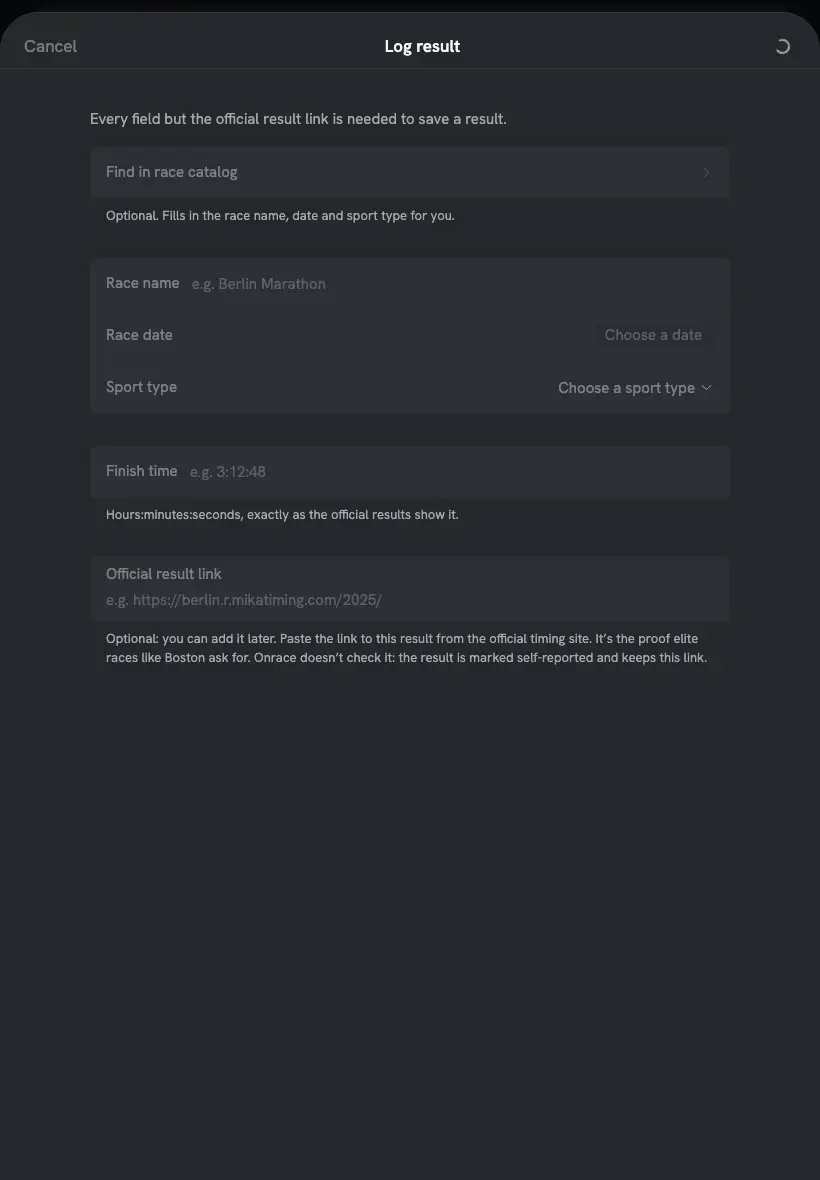 Cancel
Log result
Every field but the official result link is needed to save a result.
Find in race catalog
Optional. Fills in the race name, date and sport type for you.
Race name e.g. Berlin Marathon
Race date Choose a date
Sport type Choose a sport type
Finish time e.g. 3:12:48
Hours:minutes:seconds, exactly as the official results show it.
Official result link
e.g. https://berlin.r.mikatiming.com/2025/
Optional: you can add it later. Paste the link to this result from the official timing site. It’s the proof elite
races like Boston ask for. Onrace doesn’t check it: the result is marked self-reported and keeps this link.